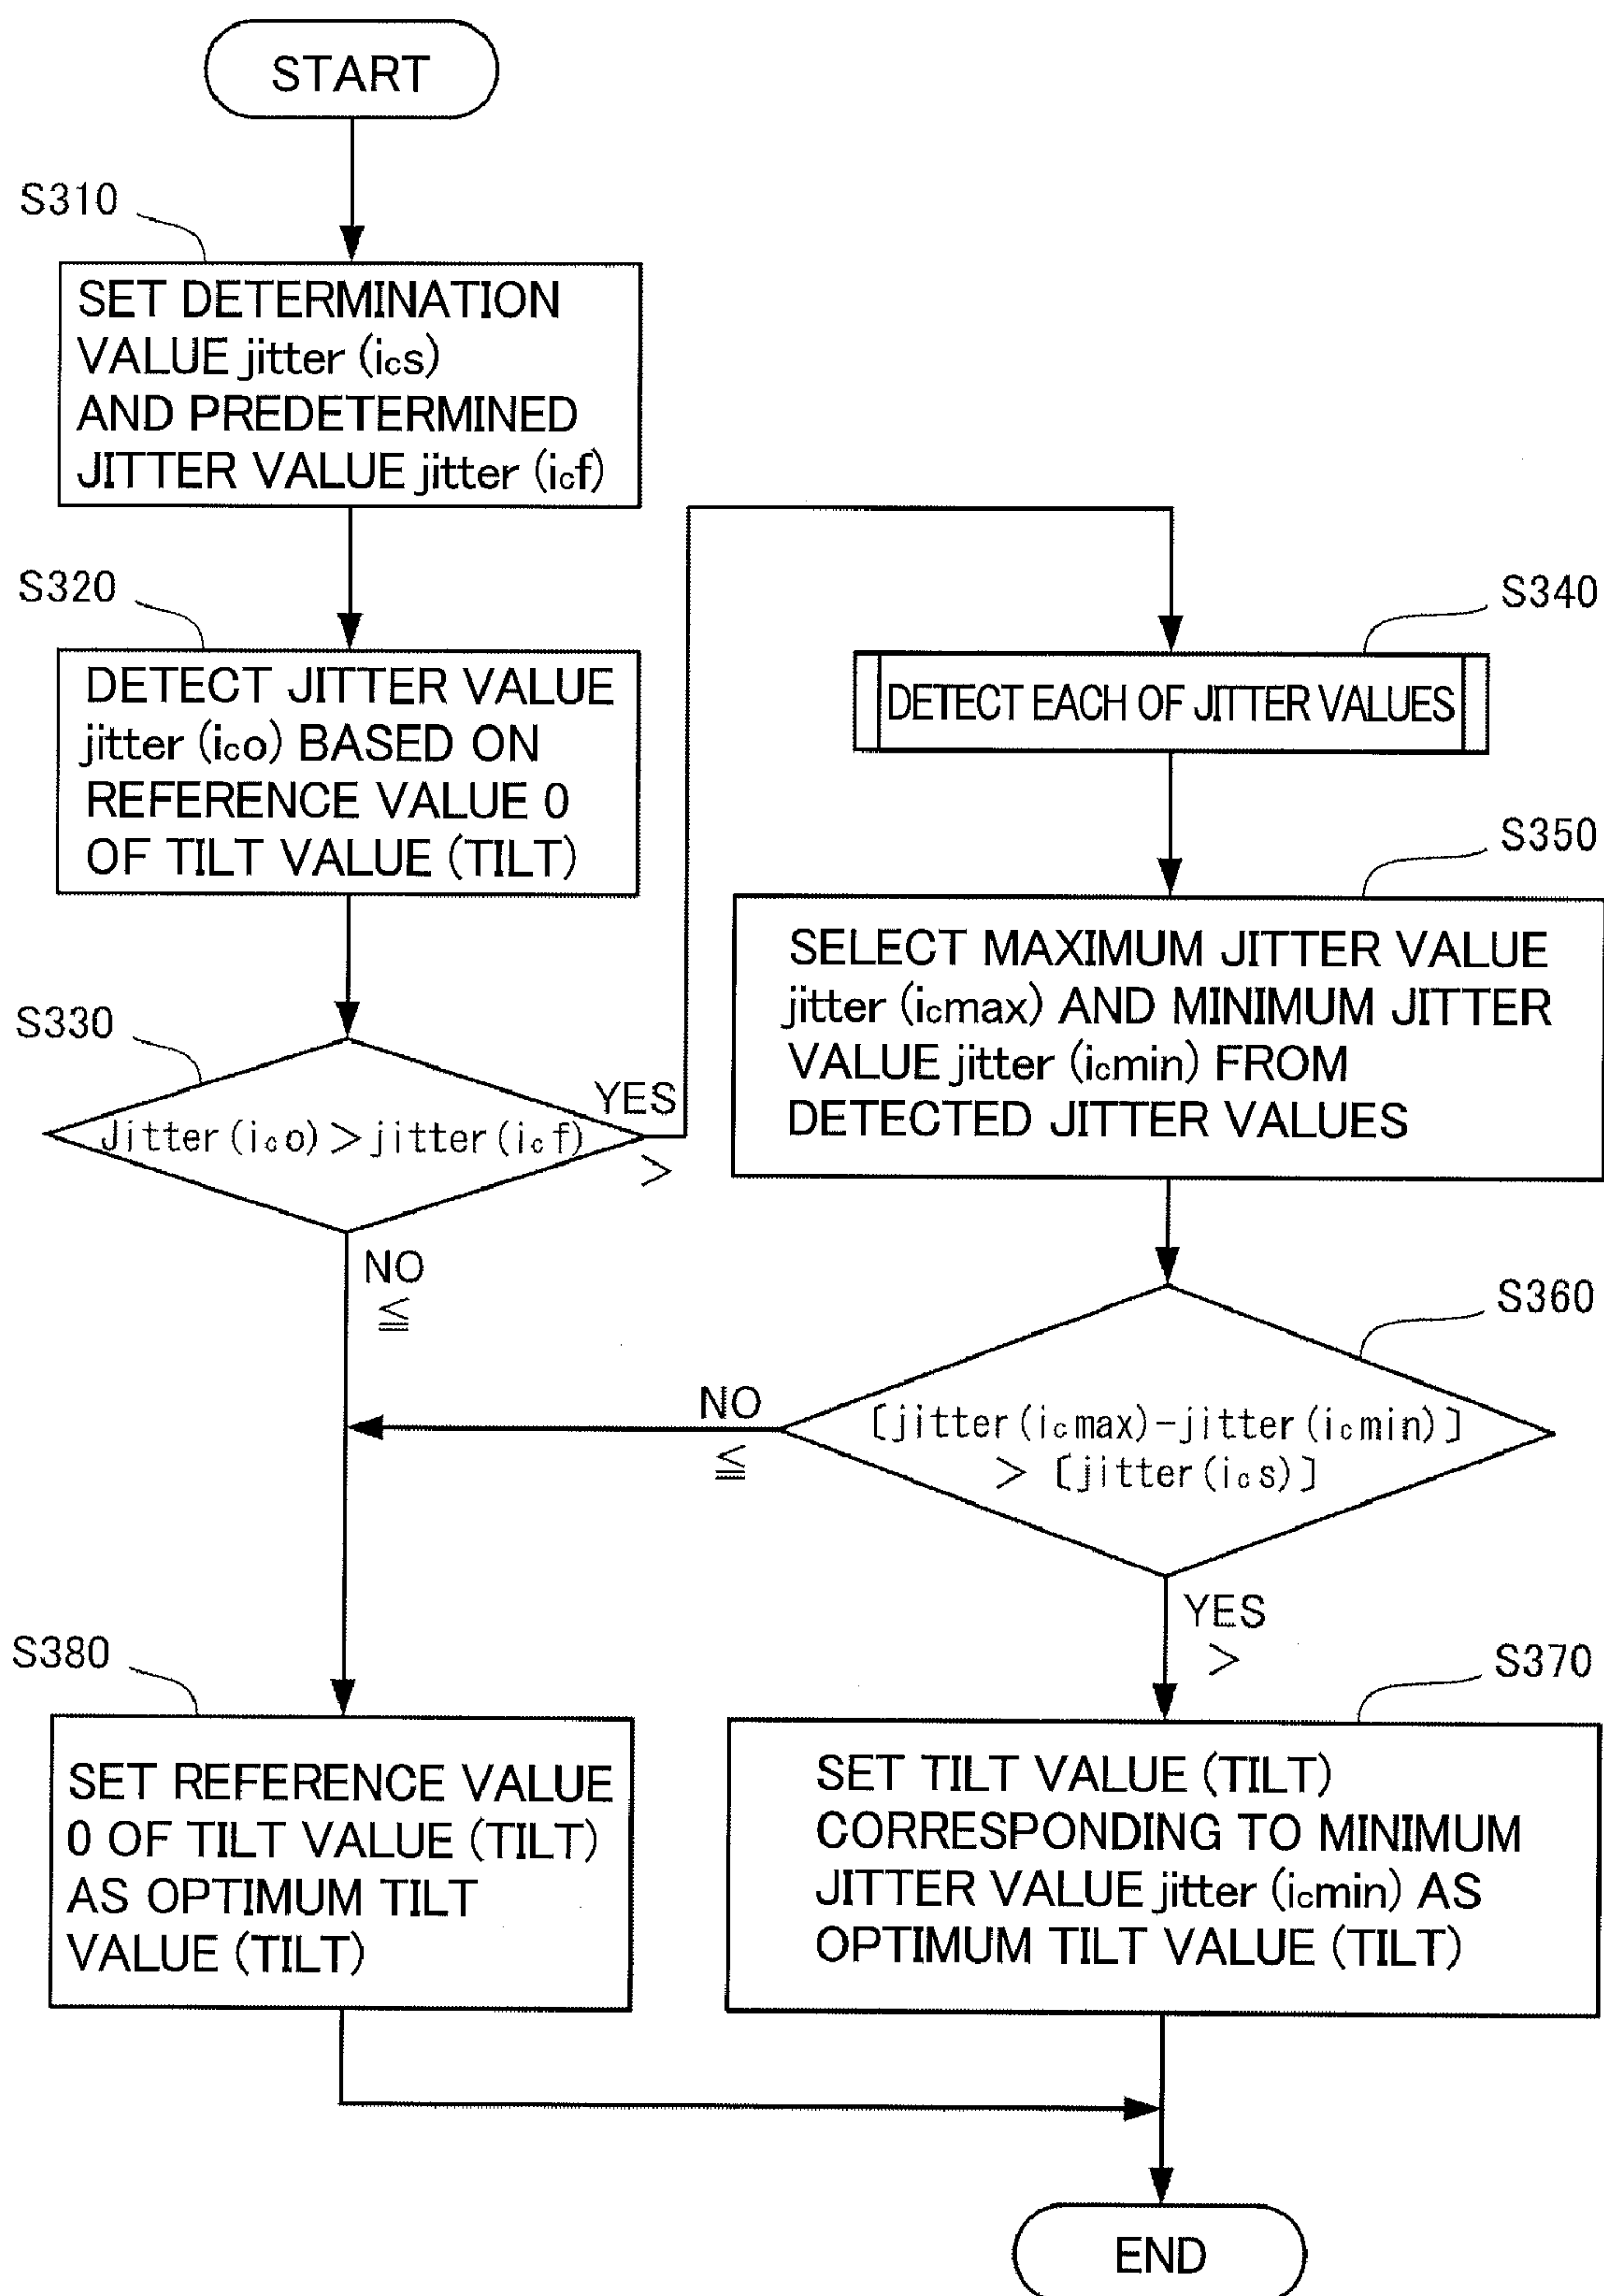 START
S310
SET DETERMINATION
VALUE jitter (ics)
AND PREDETERMINED
JITTER VALUE jitter (icf)
S320
DETECT JITTER VALUE
jitter (ico) BASED ON
REFERENCE VALUE 0
OF TILT VALUE (TILT)
S330
Jitter(ico) > jitter(icf)
YES
>
NO
≦
S340
DETECT EACH OF JITTER VALUES
S350
SELECT MAXIMUM JITTER VALUE
jitter (icmax) AND MINIMUM JITTER
VALUE jitter (icmin) FROM
DETECTED JITTER VALUES
S360
[jitter(icmax)-jitter(icmin)]
> [jitter(ics)]
NO
≦
YES
>
S370
SET TILT VALUE (TILT)
CORRESPONDING TO MINIMUM
JITTER VALUE jitter (icmin) AS
OPTIMUM TILT VALUE (TILT)
S380
SET REFERENCE VALUE
0 OF TILT VALUE (TILT)
AS OPTIMUM TILT
VALUE (TILT)
END